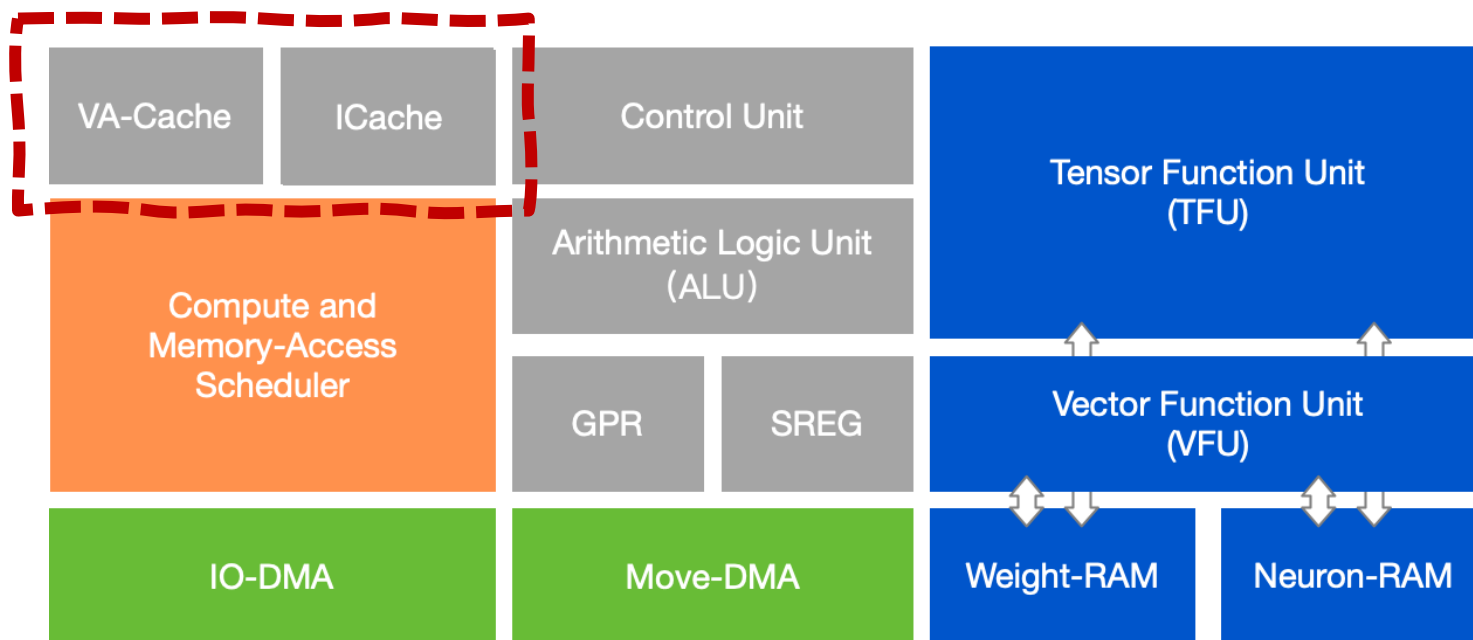 VA-Cache
ICache
Control Unit
Tensor Function Unit
(TFU)
Arithmetic Logic Unit
(ALU)
Compute and
Memory-Access
Scheduler
GPR
SREG
Vector Function Unit
(VFU)
IO-DMA
Move-DMA
Weight-RAM
Neuron-RAM